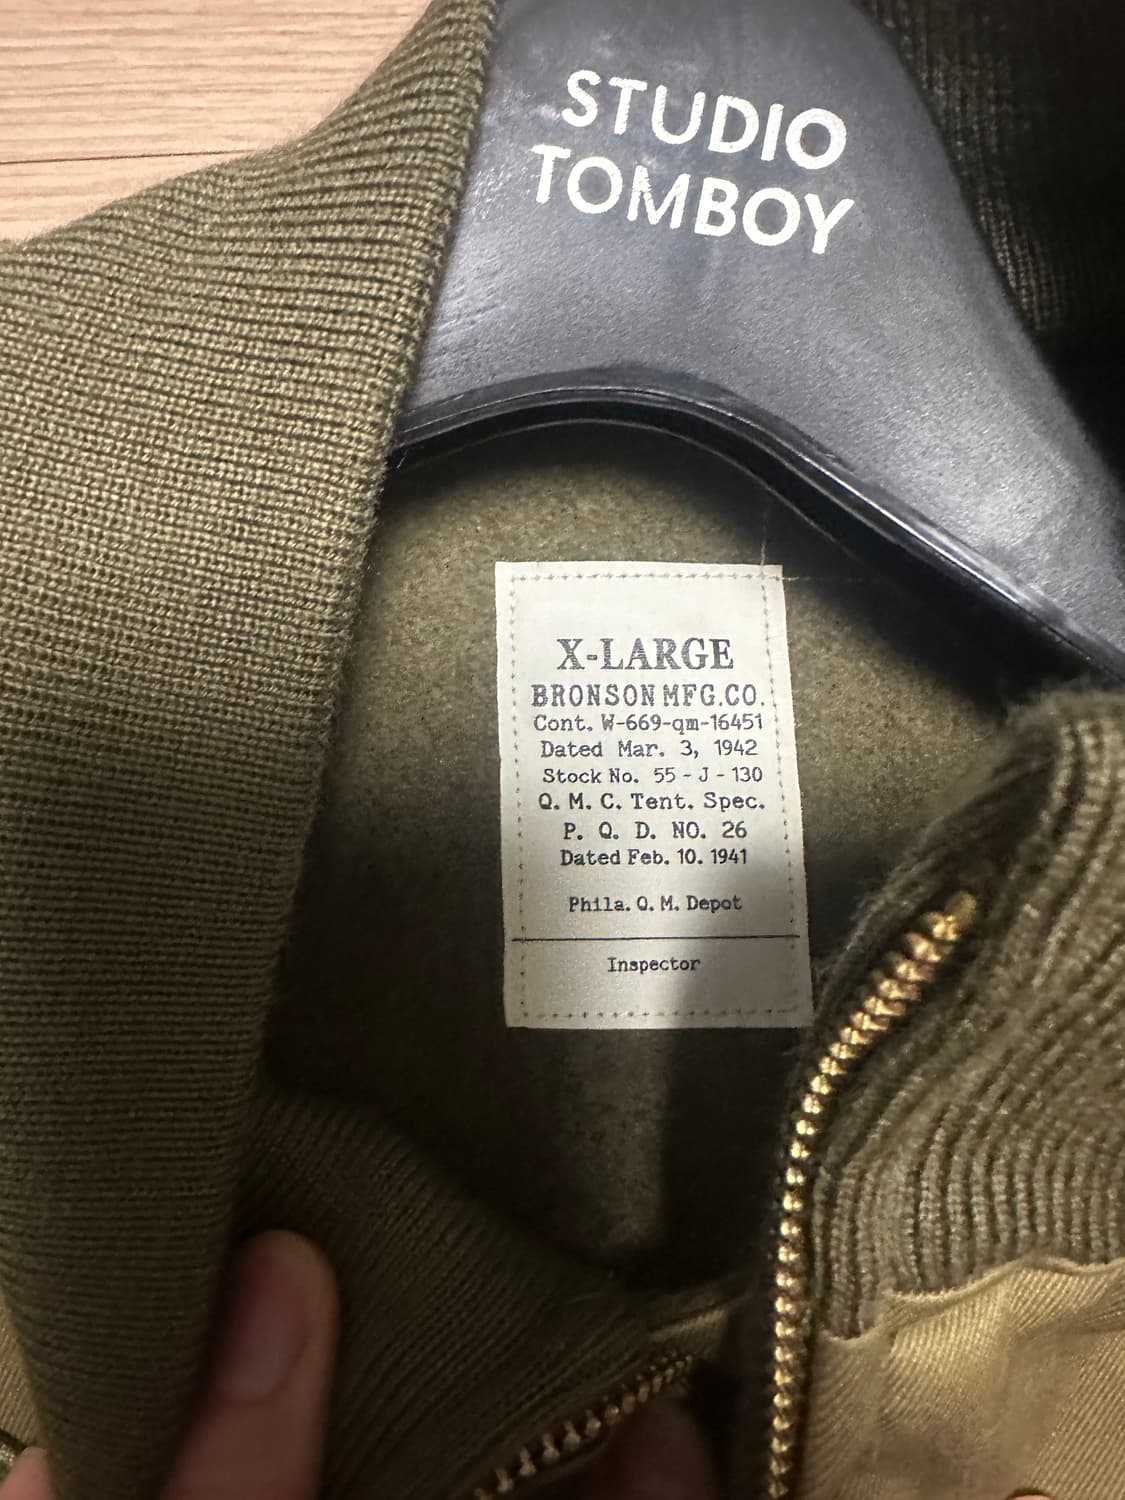 STUDIO
TOMBOY
X-LARGE
BRONSON MFG.CO.
Cont. W-669-qm-16451
Dated Mar. 3, 1942
Stock No. 55 - J - 130
Q. M. C. Tent. Spec.
P. Q. D. NO. 26
Dated Feb. 10. 1941
Phila. Q. M. Depot
Inspector